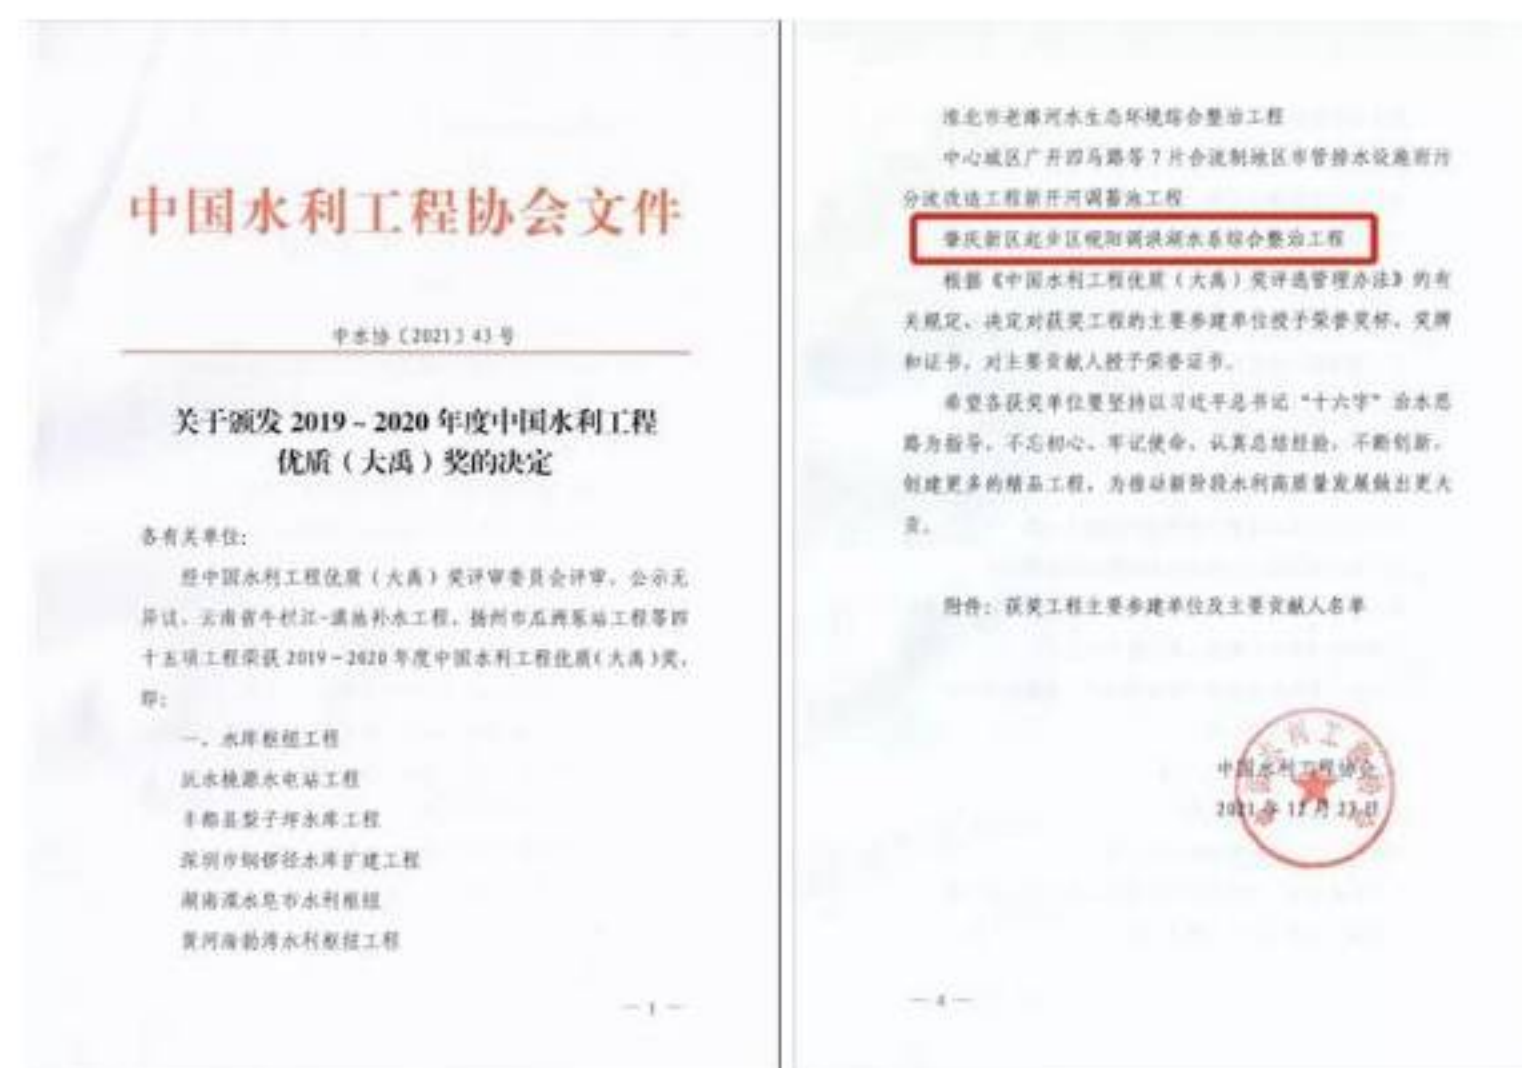 中国水利工程协会文件
中水协〔2021〕43号
关于颁发2019~2020年度中国水利工程
优质(大禹)奖的决定
各有关单位:
经中国水利工程优质(大禹)奖评审委员会评审,公示无
异议,云南省牛栏江-滇池补水工程、扬州市瓜洲泵站工程等四
十五项工程荣获2019~2020年度中国水利工程优质(大禹)奖,
即:
一、水库枢纽工程
沅水桃源水电站工程
丰都县梨子坪水库工程
深圳市铜锣径水库扩建工程
湖南渫水皂市水利枢纽
黄河海勃湾水利枢纽工程
— 1 —
淮北市老濉河水生态环境综合整治工程
中心城区广开四马路等7片合流制地区市管排水设施雨污
分流改造工程新开河调蓄池工程
肇庆新区起步区砚阳调洪湖水系综合整治工程
根据《中国水利工程优质(大禹)奖评选管理办法》的有
关规定,决定对获奖工程的主要参建单位授予荣誉奖杯、奖牌
和证书,对主要贡献人授予荣誉证书。
希望各获奖单位要坚持以习近平总书记“十六字”治水思
路为指导,不忘初心、牢记使命,认真总结经验,不断创新,
创建更多的精品工程,为推动新阶段水利高质量发展做出更大
贡。
附件:获奖工程主要参建单位及主要贡献人名单
中国水利工程协会
2021年12月23日
— 4 —